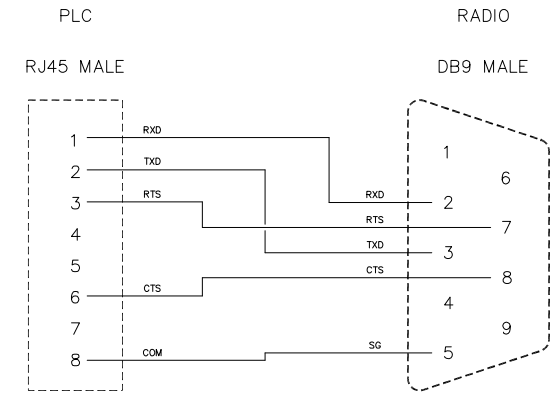 PLC RADIO
RJ45 MALE DB9 MALE
1 RXD
2 TXD
3 RTS
4
5
6 CTS
7
8 COM
1
RXD 2
TXD 3
4
SG 5
6
RTS 7
CTS 8
9